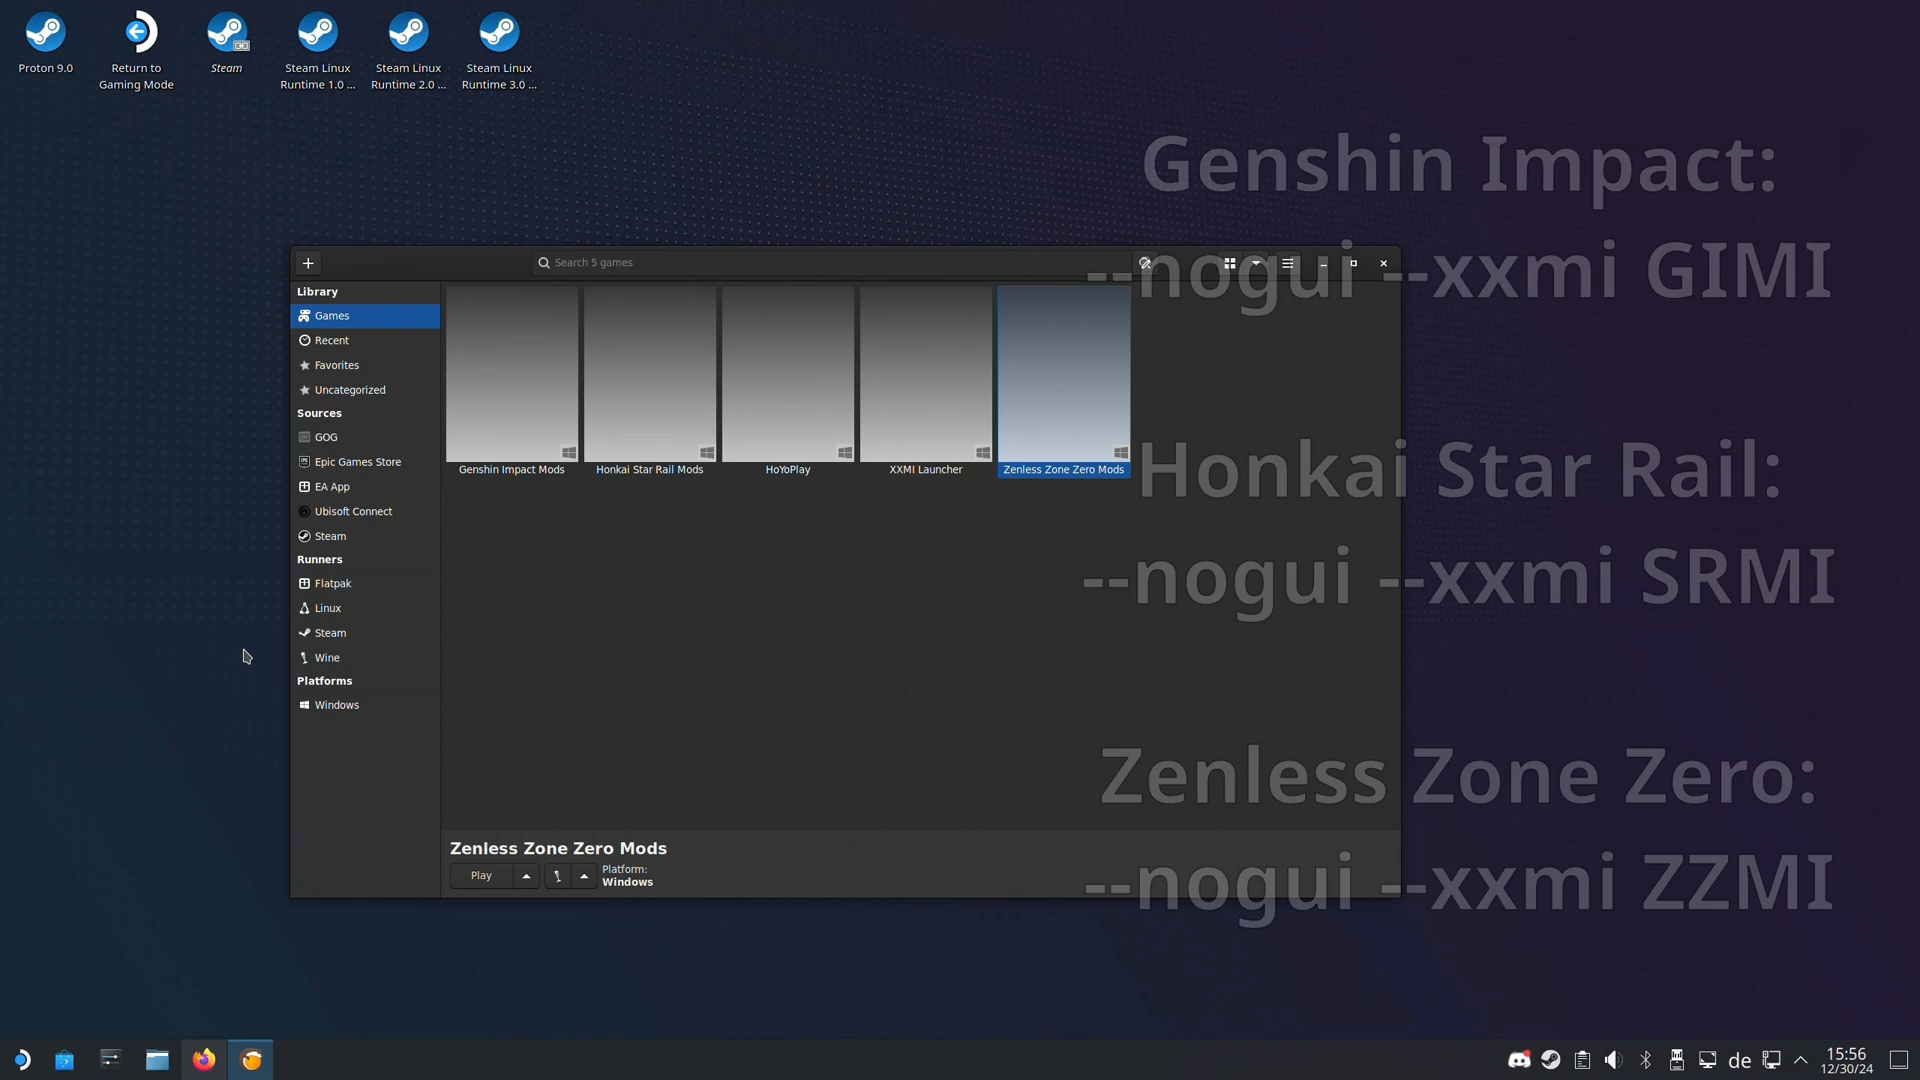 Proton 9.0
Return to
Gaming Mode
Steam
Steam Linux
Runtime 1.0 ...
Steam Linux
Runtime 2.0 ...
Steam Linux
Runtime 3.0 ...
Genshin Impact:
--nogui --xxmi GIMI
Search 5 games
Library
Games
Recent
Favorites
Uncategorized
Sources
GOG
Epic Games Store
EA App
Ubisoft Connect
Steam
Runners
Flatpak
Linux
Steam
Wine
Platforms
Windows
Genshin Impact Mods
Honkai Star Rail Mods
HoYoPlay
XXMI Launcher
Zenless Zone Zero Mods
Honkai Star Rail:
--nogui --xxmi SRMI
Zenless Zone Zero:
--nogui --xxmi ZZMI
Zenless Zone Zero Mods
Play
Platform:
Windows
de
15:56
12/30/24